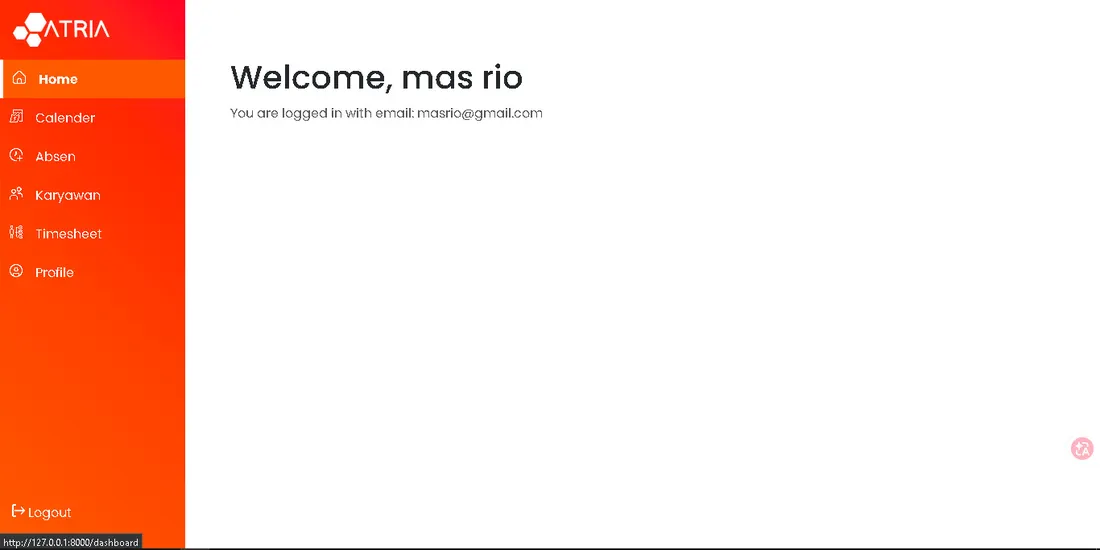 ATRIA
Home
Calender
Absen
Karyawan
Timesheet
Profile
Logout
Welcome, mas rio
You are logged in with email: masrio@gmail.com
http://127.0.0.1:8000/dashboard